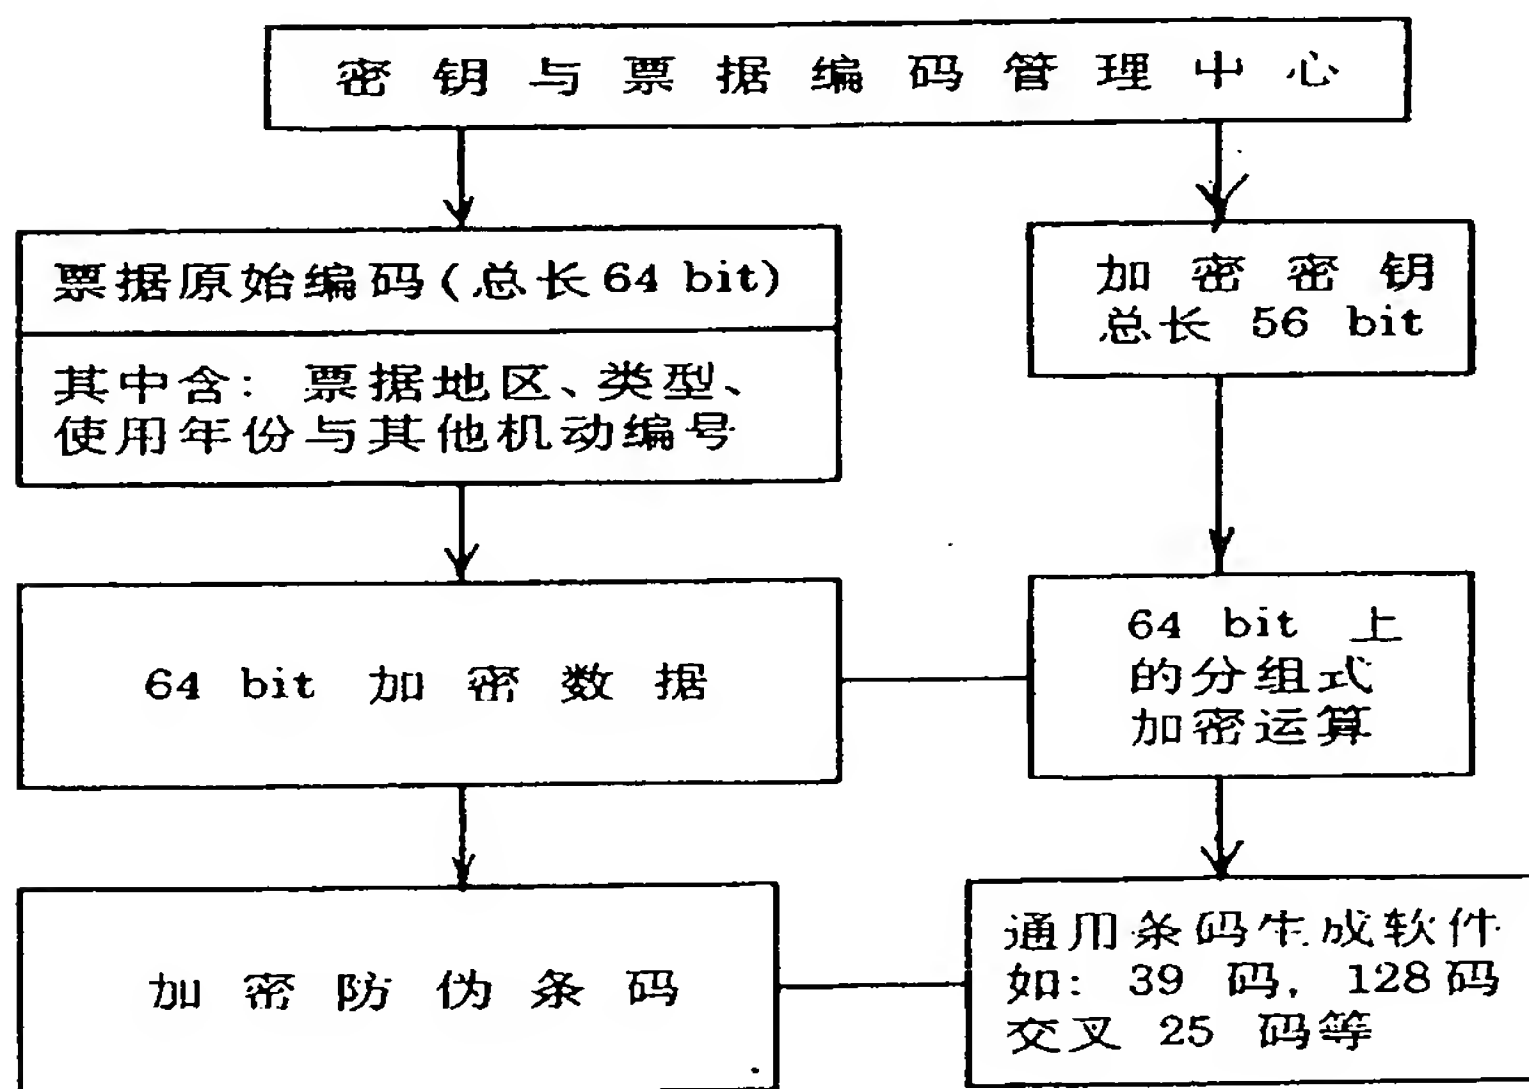 密钥与票据编码管理中心
票据原始编码(总长64 bit)
其中含：票据地区、类型、
使用年份与其他机动编号
加密密钥
总长 56 bit
64 bit 加密数据
64 bit 上
的分组式
加密运算
加密防伪条码
通用条码生成软件
如：39 码，128码
交叉 25 码等